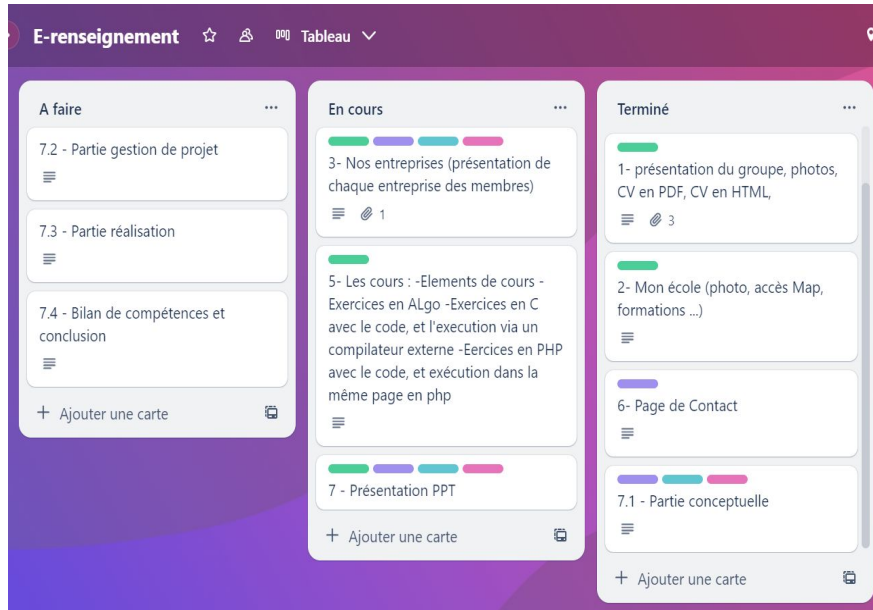 E-renseignement
Tableau
A faire
7.2 - Partie gestion de projet
7.3 - Partie réalisation
7.4 - Bilan de compétences et
conclusion
+ Ajouter une carte
En cours
3- Nos entreprises (présentation de
chaque entreprise des membres)
1
5- Les cours : -Elements de cours -
Exercices en ALgo -Exercices en C
avec le code, et l'execution via un
compilateur externe -Eercices en PHP
avec le code, et exécution dans la
même page en php
7 - Présentation PPT
+ Ajouter une carte
Terminé
1- présentation du groupe, photos,
CV en PDF, CV en HTML,
3
2- Mon école (photo, accès Map,
formations ...)
6- Page de Contact
7.1 - Partie conceptuelle
+ Ajouter une carte